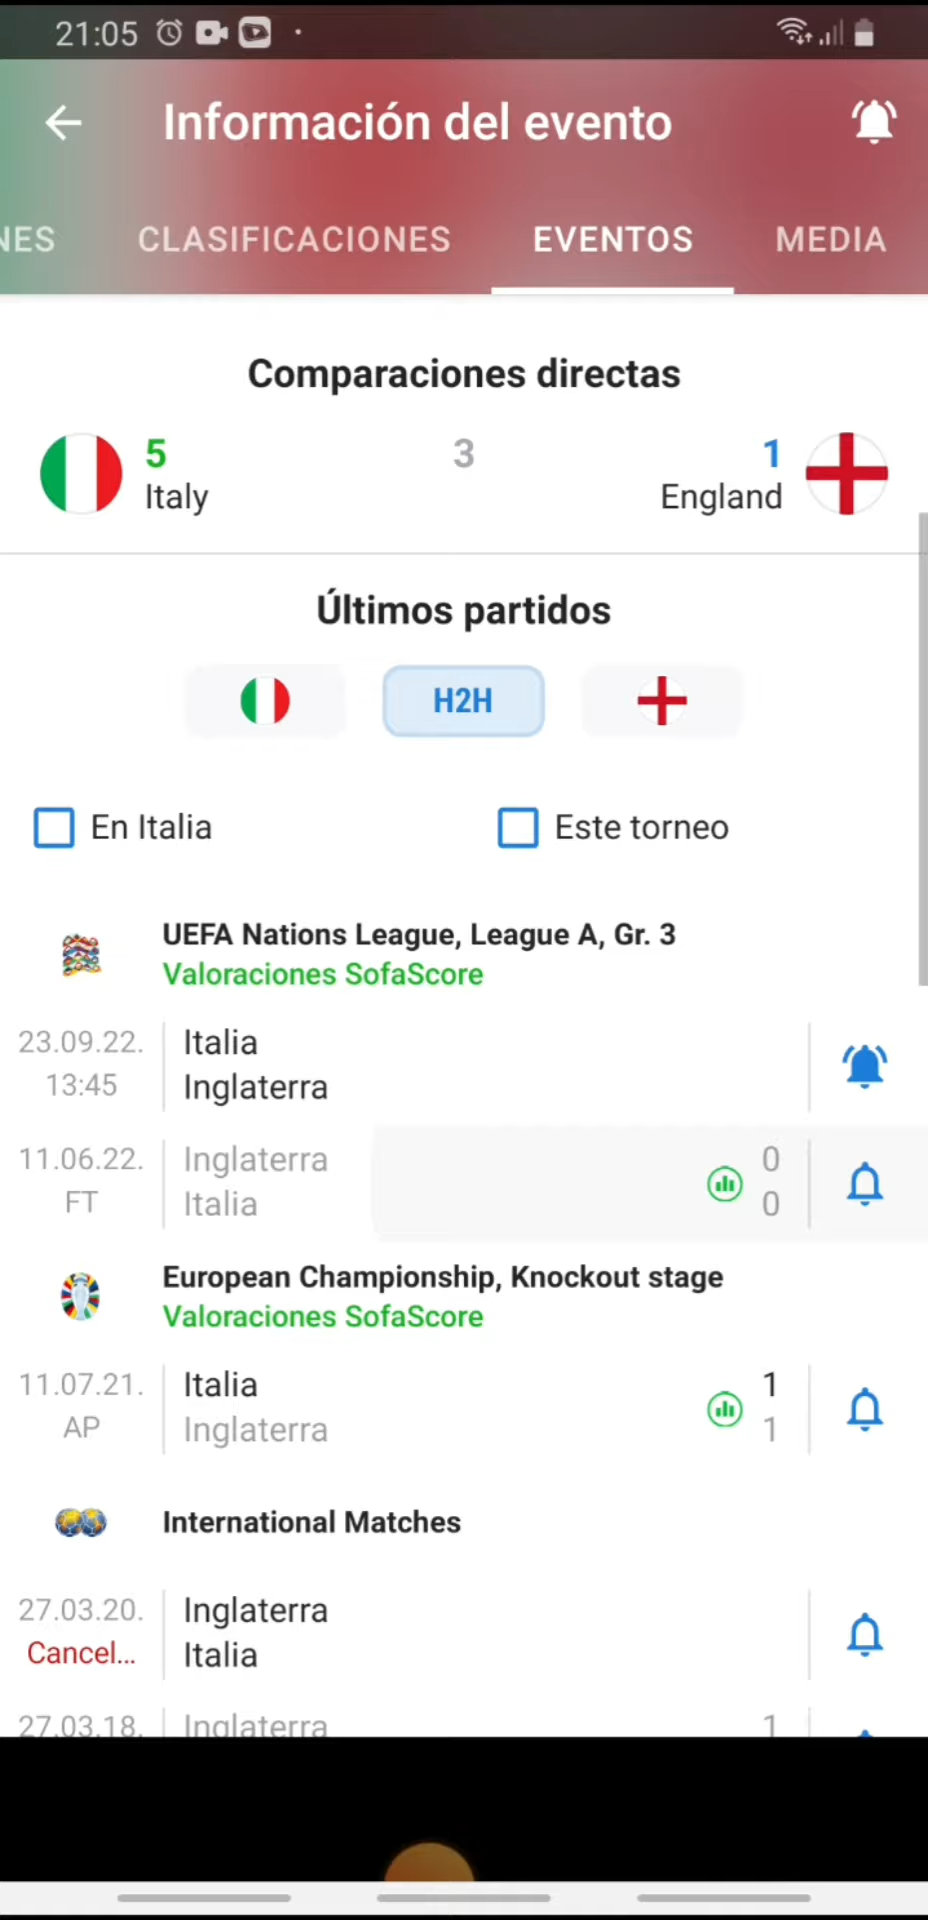 21:05
Información del evento
NES CLASIFICACIONES EVENTOS MEDIA
Comparaciones directas
5 3 1
Italy England
Últimos partidos
H2H
En Italia Este torneo
UEFA Nations League, League A, Gr. 3
Valoraciones SofaScore
23.09.22. Italia
13:45 Inglaterra
11.06.22. Inglaterra 0
FT Italia 0
European Championship, Knockout stage
Valoraciones SofaScore
11.07.21. Italia 1
AP Inglaterra 1
International Matches
27.03.20. Inglaterra
Cancel... Italia
27.03.18. Inglaterra 1